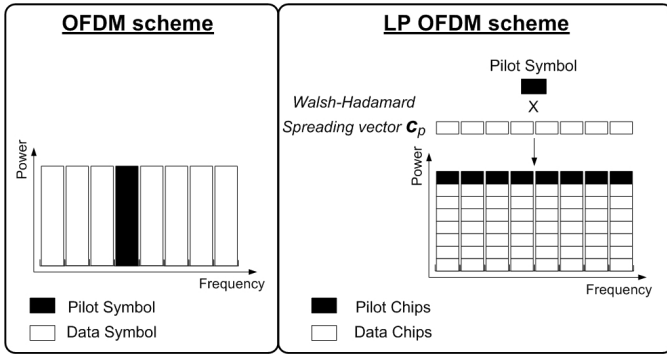 OFDM scheme
Power
Frequency
Pilot Symbol
Data Symbol
LP OFDM scheme
Pilot Symbol
X
Walsh-Hadamard
Spreading vector cp
Power
Frequency
Pilot Chips
Data Chips